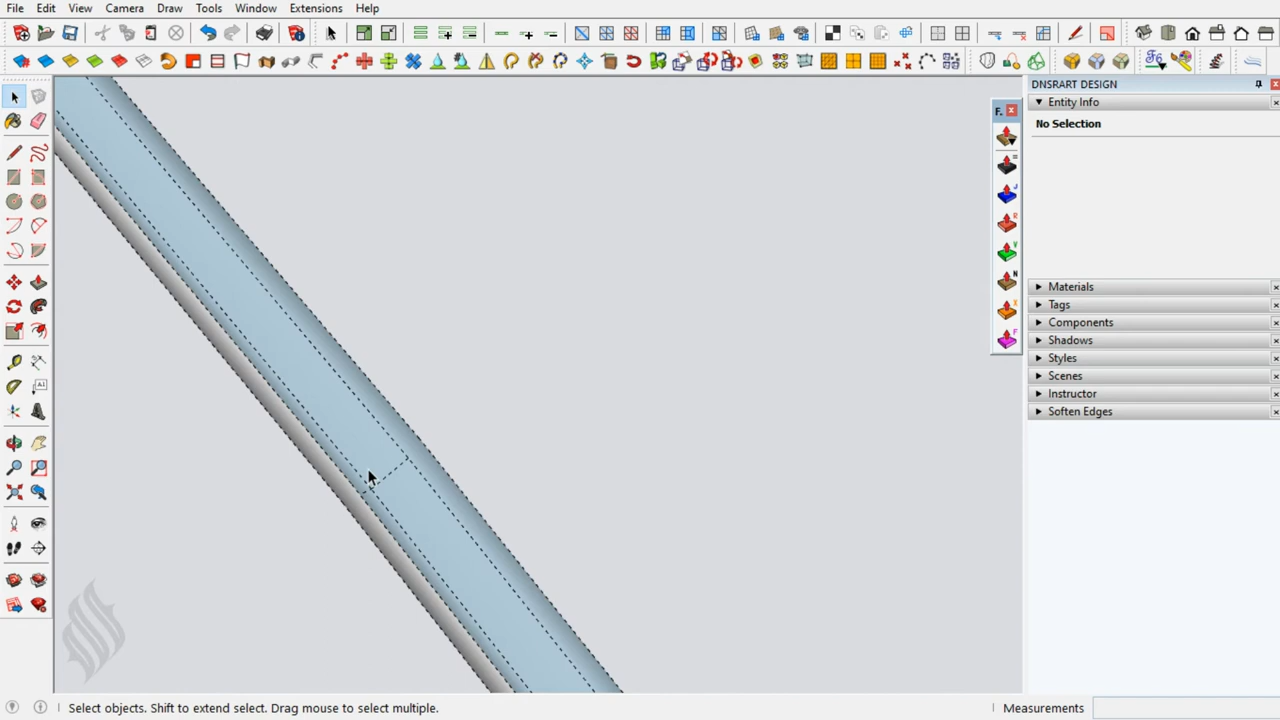 File Edit View Camera Draw Tools Window Extensions Help
DNSRART DESIGN
Entity Info
No Selection
F.
Materials
Tags
Components
Shadows
Styles
Scenes
Instructor
Soften Edges
Select objects. Shift to extend select. Drag mouse to select multiple.
Measurements